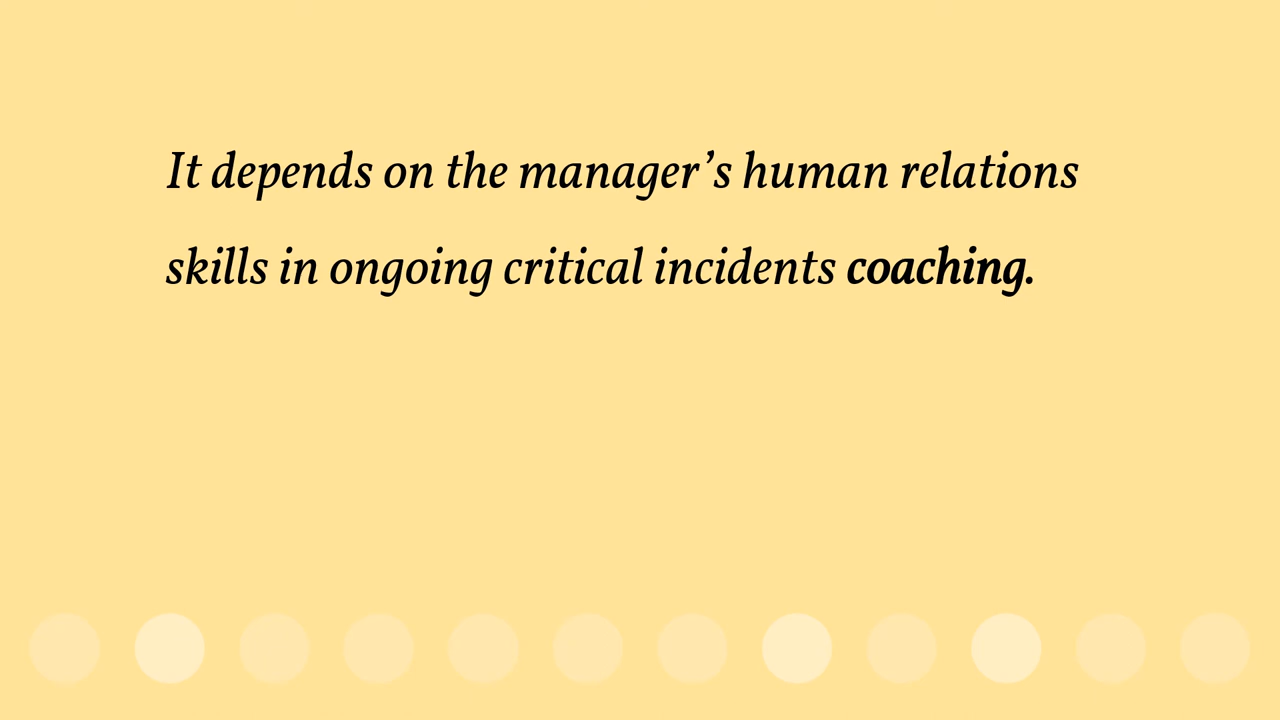 It depends on the manager’s human relations
skills in ongoing critical incidents coaching.